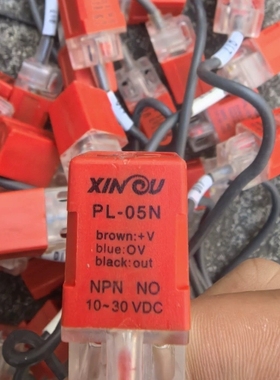 XINOU
PL-05N
brown:+V
blue:OV
black:out
NPN NO
10~30 VDC